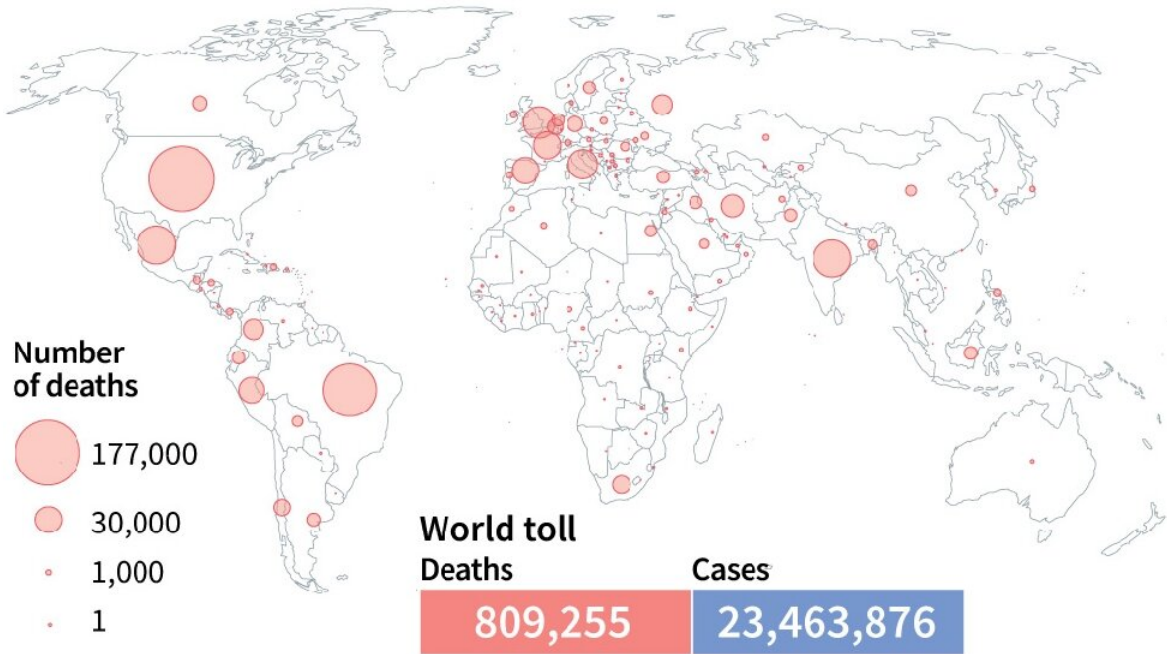 Number
of deaths
177,000
30,000
1,000
1
World toll
Deaths
Cases
809,255
23,463,876